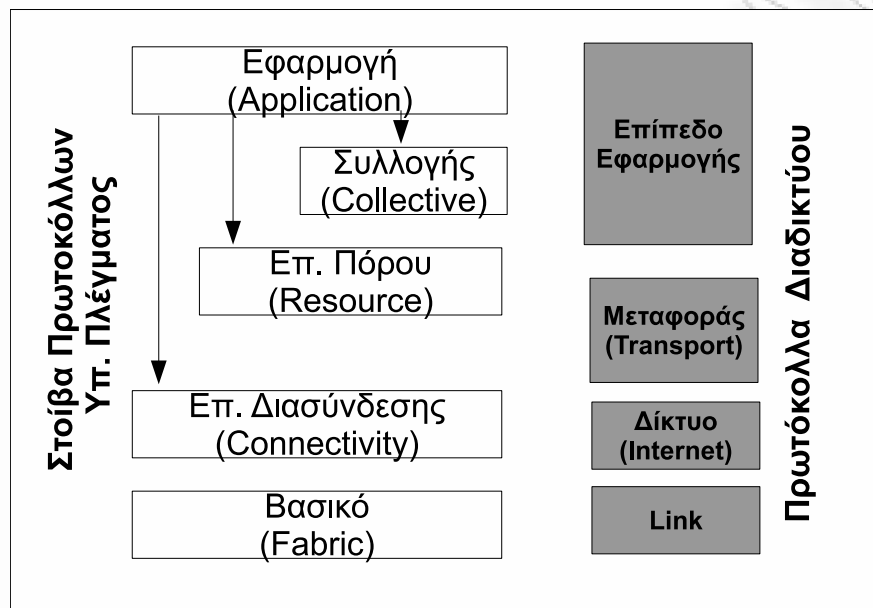 Στοίβα Πρωτοκόλλων
Υπ. Πλέγματος
Εφαρμογή
(Application)
Συλλογής
(Collective)
Επ. Πόρου
(Resource)
Επ. Διασύνδεσης
(Connectivity)
Βασικό
(Fabric)
Επίπεδο
Εφαρμογής
Μεταφοράς
(Transport)
Δίκτυο
(Internet)
Link
Πρωτόκολλα Διαδικτύου